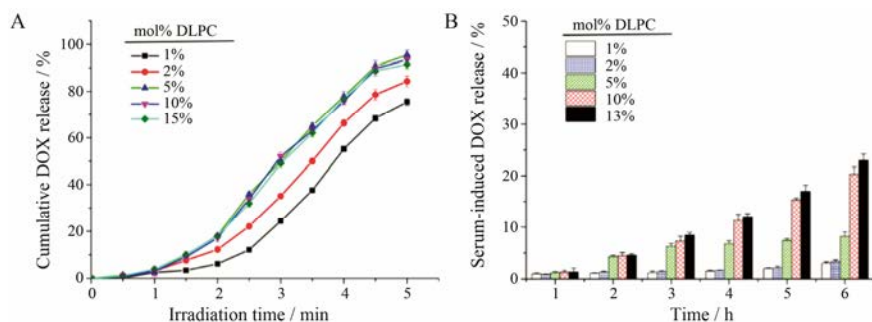 A
mol% DLPC
1%
2%
5%
10%
15%
Cumulative DOX release / %
100
80
60
40
20
0
0 1 2 3 4 5
Irradiation time / min
B
mol% DLPC
1%
2%
5%
10%
13%
Serum-induced DOX release / %
50
40
30
20
10
0
1 2 3 4 5 6
Time / h